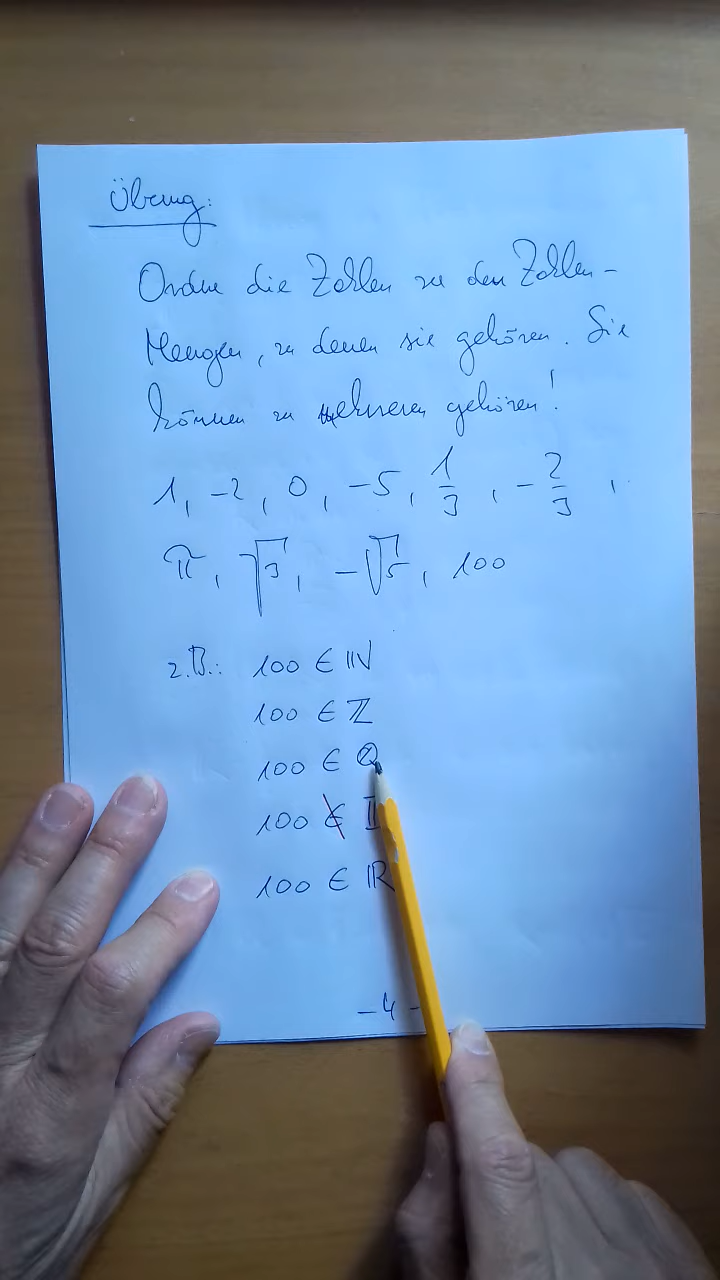 Übung:
Ordne die Zahlen zu den Zahlen-
Mengen, zu denen sie gehören. Sie
können zu mehreren gehören!
1, -2, 0, -5, 1/3, -2/3,
π, √3, -√5, 100
z.B.: 100 ∈ ℕ
100 ∈ ℤ
100 ∈ ℚ
100 ∉ 𝕀
100 ∈ ℝ
- 4 -